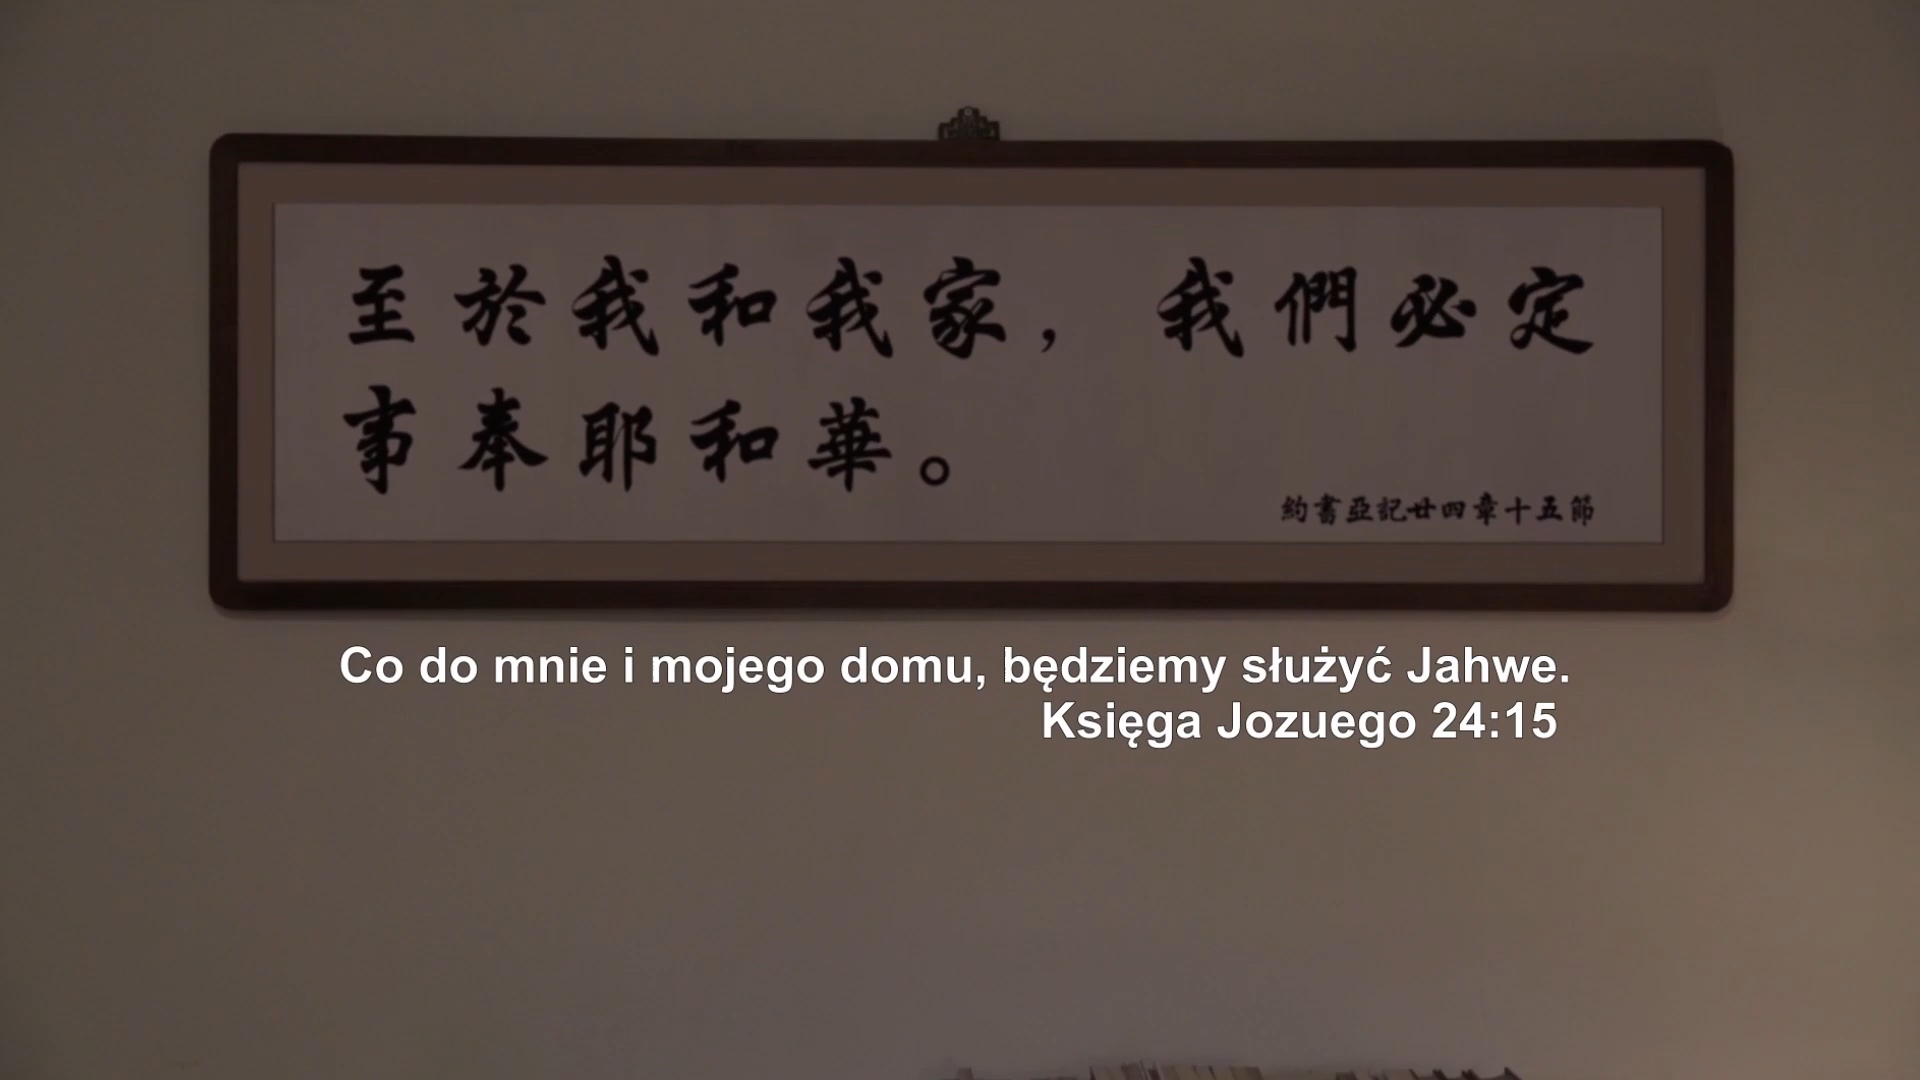 至於我和我家，我們必定
事奉耶和華。
約書亞記廿四章十五節
Co do mnie i mojego domu, będziemy służyć Jahwe.
Księga Jozuego 24:15